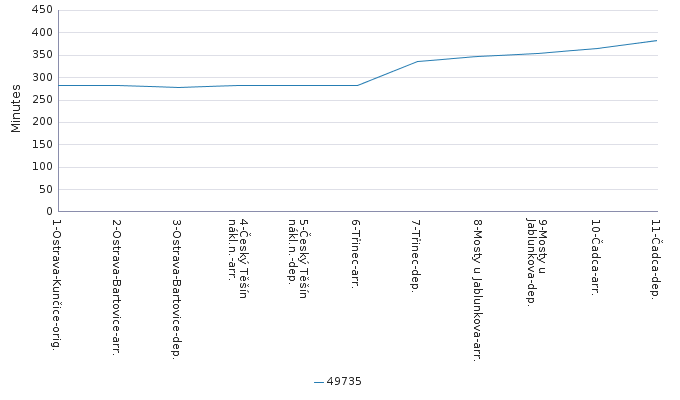 450
400
350
300
250
200
150
100
50
0
Minutes
1-Ostrava-Kunčice-orig.
2-Ostrava-Bartovice-arr.
3-Ostrava-Bartovice-dep.
4-Český Těšín
nákl.n.-arr.
5-Český Těšín
nákl.n.-dep.
6-Třinec-arr.
7-Třinec-dep.
8-Mosty u Jablunkova-arr.
9-Mosty u
Jablunkova-dep.
10-Čadca-arr.
11-Čadca-dep.
49735